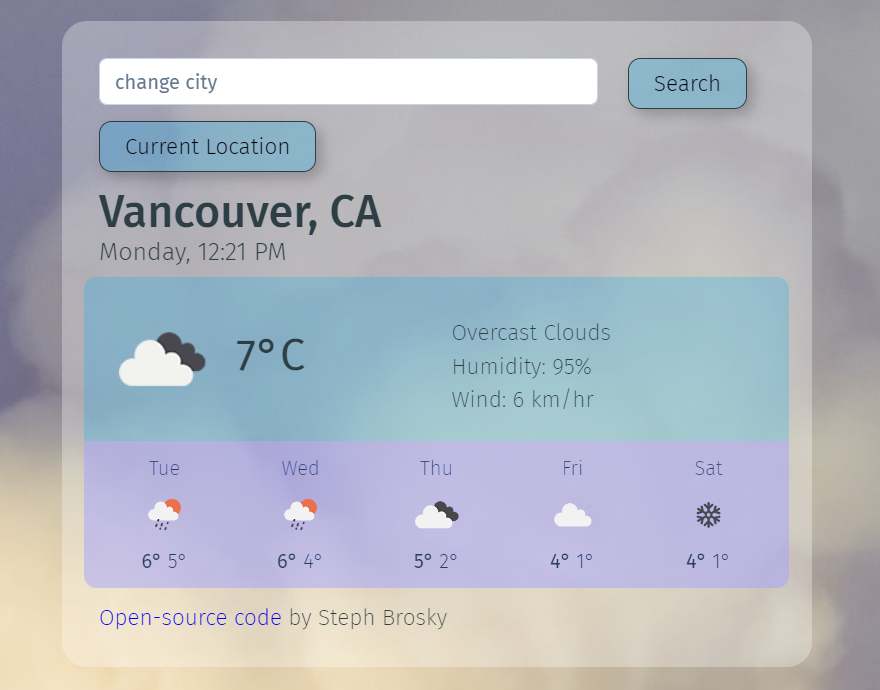 change city
Search
Current Location
Vancouver, CA
Monday, 12:21 PM
7°C
Overcast Clouds
Humidity: 95%
Wind: 6 km/hr
Tue Wed Thu Fri Sat
6° 5° 6° 4° 5° 2° 4° 1° 4° 1°
Open-source code by Steph Brosky